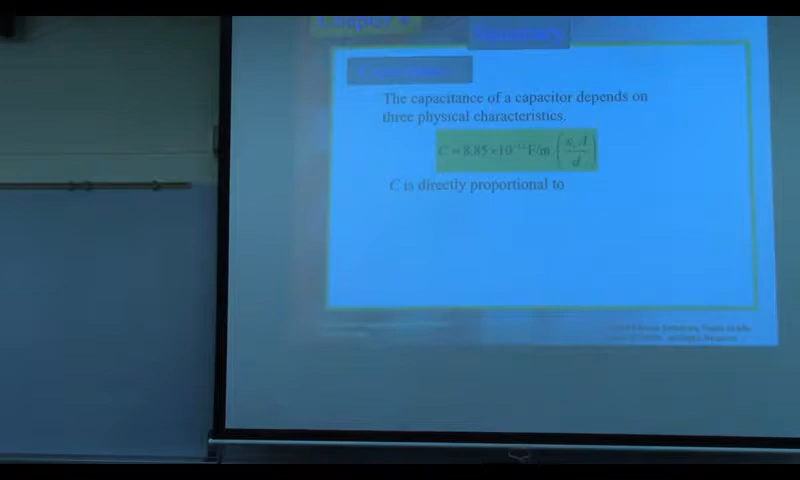 Summary
The capacitance of a capacitor depends on
three physical characteristics.
C = 8.85 × 10⁻¹² F/m (εᵣA/d)
C is directly proportional to